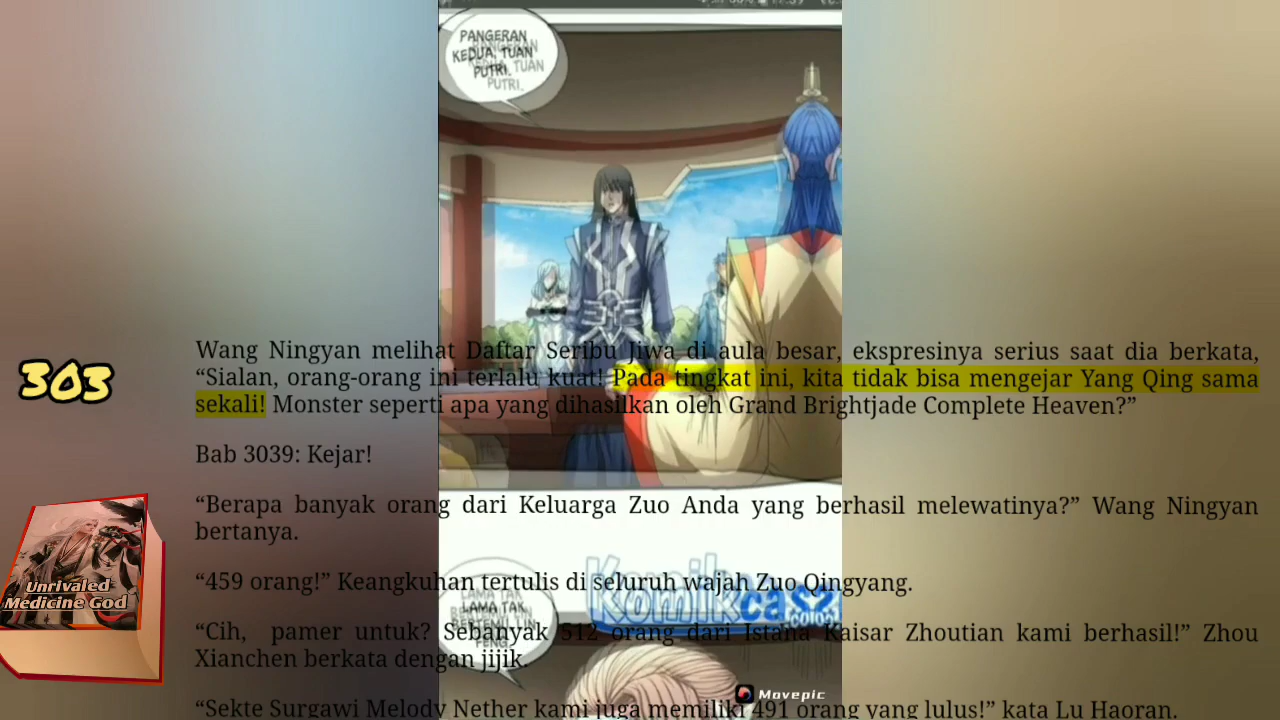 PANGERAN
KEDUA, TUAN
PUTRI.
303
Wang Ningyan melihat Daftar Seribu Jiwa di aula besar, ekspresinya serius saat dia berkata,
“Sialan, orang-orang ini terlalu kuat! Pada tingkat ini, kita tidak bisa mengejar Yang Qing sama
sekali! Monster seperti apa yang dihasilkan oleh Grand Brightjade Complete Heaven?”
Bab 3039: Kejar!
“Berapa banyak orang dari Keluarga Zuo Anda yang berhasil melewatinya?” Wang Ningyan
bertanya.
“459 orang!” Keangkuhan tertulis di seluruh wajah Zuo Qingyang.
“Cih, pamer untuk? Sebanyak 512 orang dari Istana Kaisar Zhoutian kami berhasil!” Zhou
Xianchen berkata dengan jijik.
“Sekte Surgawi Melody Nether kami juga memiliki 491 orang yang lulus!” kata Lu Haoran.
Unrivaled
Medicine God
LAMA TAK
Komikcast
Movepic